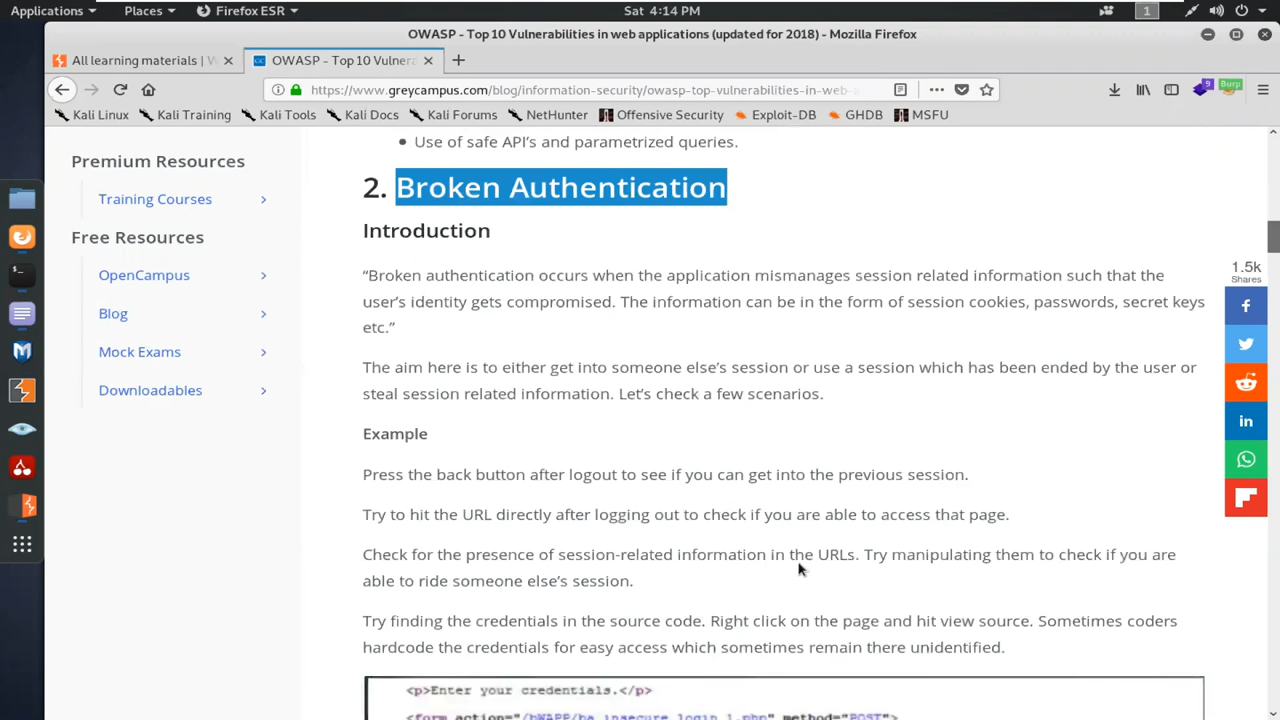 Applications
Places
Firefox ESR
Sat 4:14 PM
1
OWASP - Top 10 Vulnerabilities in web applications (updated for 2018) - Mozilla Firefox
All learning materials | W
OWASP - Top 10 Vulnera
https://www.greycampus.com/blog/information-security/owasp-top-vulnerabilities-in-web-a
9
Burp
Kali Linux
Kali Training
Kali Tools
Kali Docs
Kali Forums
NetHunter
Offensive Security
Exploit-DB
GHDB
MSFU
Premium Resources
Training Courses
Free Resources
OpenCampus
Blog
Mock Exams
Downloadables
Use of safe API's and parametrized queries.
2. Broken Authentication
Introduction
“Broken authentication occurs when the application mismanages session related information such that the
user’s identity gets compromised. The information can be in the form of session cookies, passwords, secret keys
etc.”
The aim here is to either get into someone else’s session or use a session which has been ended by the user or
steal session related information. Let’s check a few scenarios.
Example
Press the back button after logout to see if you can get into the previous session.
Try to hit the URL directly after logging out to check if you are able to access that page.
Check for the presence of session-related information in the URLs. Try manipulating them to check if you are
able to ride someone else’s session.
Try finding the credentials in the source code. Right click on the page and hit view source. Sometimes coders
hardcode the credentials for easy access which sometimes remain there unidentified.
<p>Enter your credentials.</p>
<form action="/bWAPP/ba_insecure_login_1.php" method="POST">
1.5k
Shares